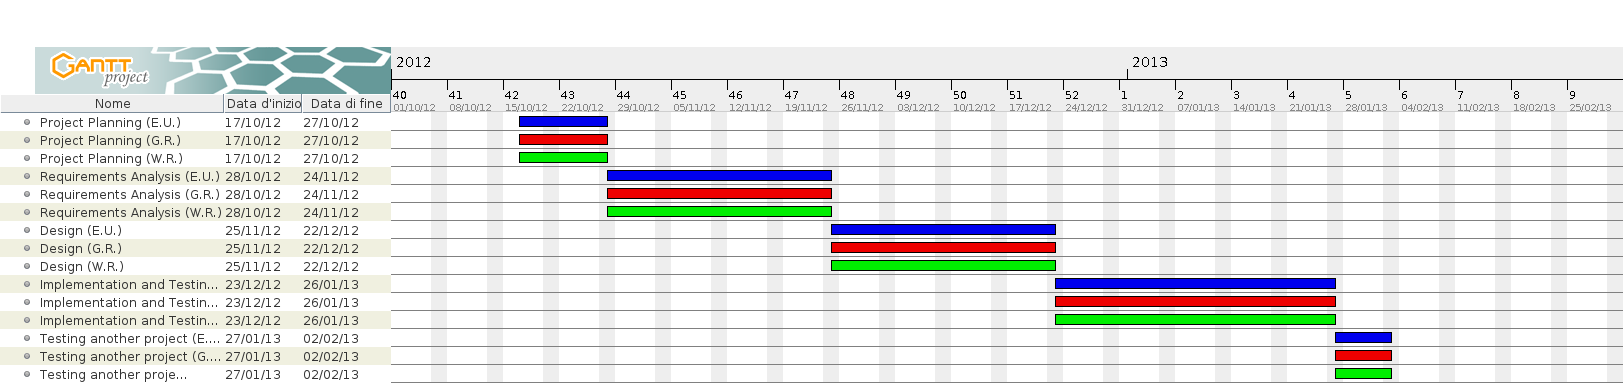 GANTT
project
2012 2013
40 41 42 43 44 45 46 47 48 49 50 51 52 1 2 3 4 5 6 7 8 9
Nome Data d'inizio Data di fine 01/10/12 08/10/12 15/10/12 22/10/12 29/10/12 05/11/12 12/11/12 19/11/12 26/11/12 03/12/12 10/12/12 17/12/12 24/12/12 31/12/12 07/01/13 14/01/13 21/01/13 28/01/13 04/02/13 11/02/13 18/02/13 25/02/13
Project Planning (E.U.) 17/10/12 27/10/12
Project Planning (G.R.) 17/10/12 27/10/12
Project Planning (W.R.) 17/10/12 27/10/12
Requirements Analysis (E.U.) 28/10/12 24/11/12
Requirements Analysis (G.R.) 28/10/12 24/11/12
Requirements Analysis (W.R.) 28/10/12 24/11/12
Design (E.U.) 25/11/12 22/12/12
Design (G.R.) 25/11/12 22/12/12
Design (W.R.) 25/11/12 22/12/12
Implementation and Testin... 23/12/12 26/01/13
Implementation and Testin... 23/12/12 26/01/13
Implementation and Testin... 23/12/12 26/01/13
Testing another project (E.... 27/01/13 02/02/13
Testing another project (G.... 27/01/13 02/02/13
Testing another proje... 27/01/13 02/02/13